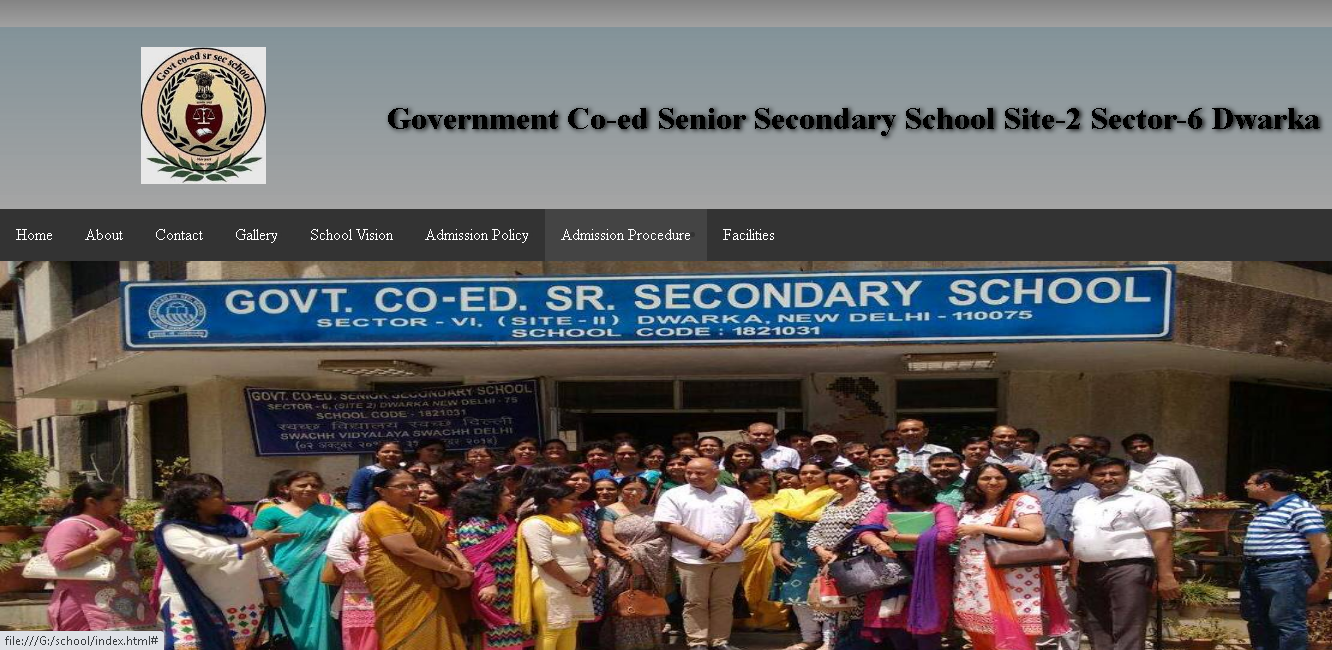 Govt co-ed sr sec school
Government Co-ed Senior Secondary School Site-2 Sector-6 Dwarka
Home About Contact Gallery School Vision Admission Policy Admission Procedure Facilities
GOVT. CO-ED. SR. SECONDARY SCHOOL
SECTOR - VI, (SITE - II) DWARKA, NEW DELHI - 110075
SCHOOL CODE : 1821031
GOVT. CO-ED. SENIOR SECONDARY SCHOOL
SECTOR - 6, (SITE 2) DWARKA NEW DELHI - 75
SCHOOL CODE - 1821031
स्वच्छ विद्यालय स्वच्छ दिल्ली
SWACHH VIDYALAYA SWACHH DELHI
(०२ अक्टूबर
file:///G:/school/index.html#